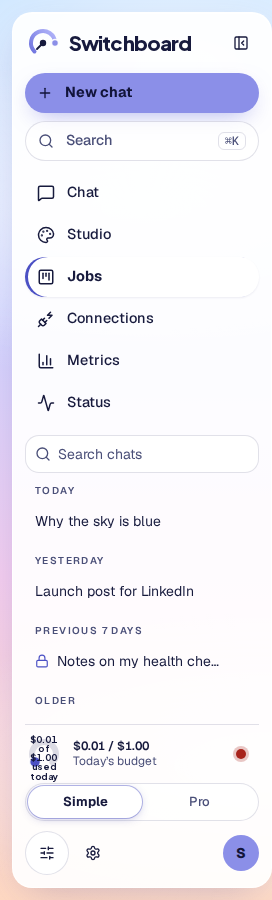 Switchboard
New chat
Search
⌘K
Chat
Studio
Jobs
Connections
Metrics
Status
Search chats
TODAY
Why the sky is blue
YESTERDAY
Launch post for LinkedIn
PREVIOUS 7 DAYS
Notes on my health che...
OLDER
$0.01
of
$1.00
used
today
$0.01 / $1.00
Today's budget
Simple
Pro
S